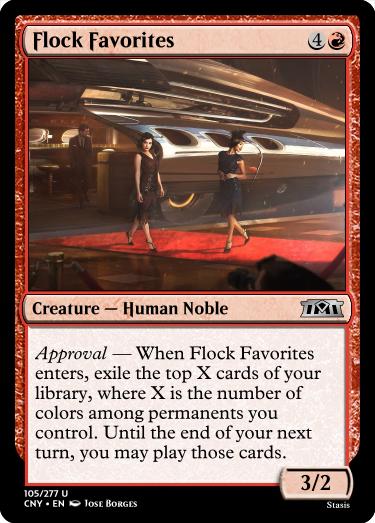 Flock Favorites 4
Creature — Human Noble
Approval — When Flock Favorites
enters, exile the top X cards of your
library, where X is the number of
colors among permanents you
control. Until the end of your next
turn, you may play those cards.
3/2
105/277 U
CNY • EN Jose Borges
Stasis